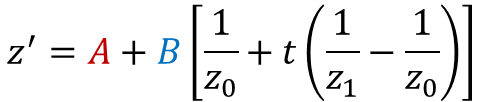 z′ = A + B [1/z₀ + t (1/z₁ − 1/z₀)]